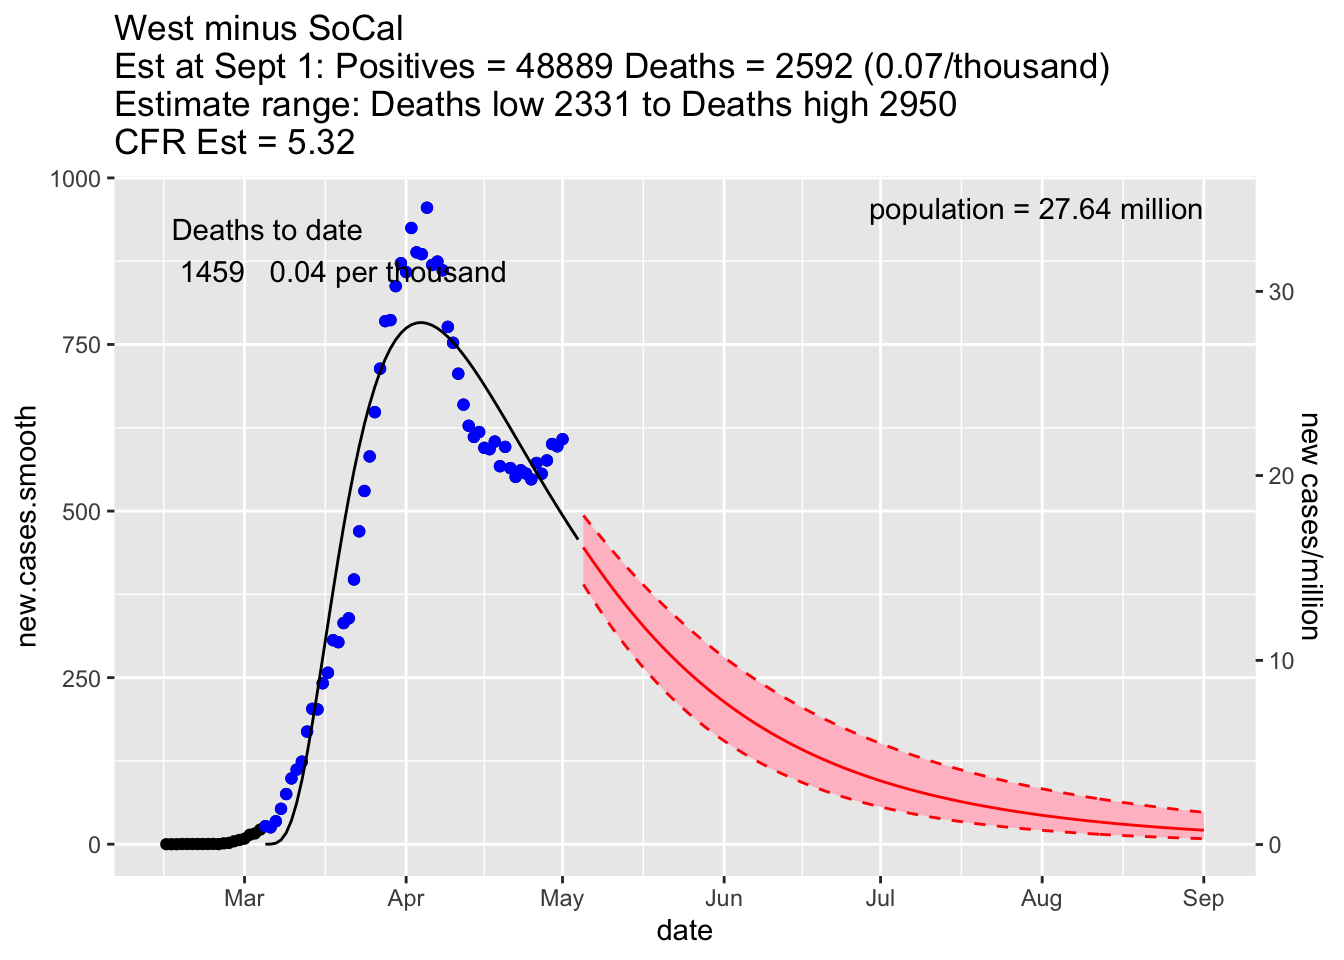 West minus SoCal
Est at Sept 1: Positives = 48889 Deaths = 2592 (0.07/thousand)
Estimate range: Deaths low 2331 to Deaths high 2950
CFR Est = 5.32
1000
750
500
250
0
new.cases.smooth
Deaths to date
1459 0.04 per thousand
population = 27.64 million
30
20
10
0
new cases/million
Mar Apr May Jun Jul Aug Sep
date